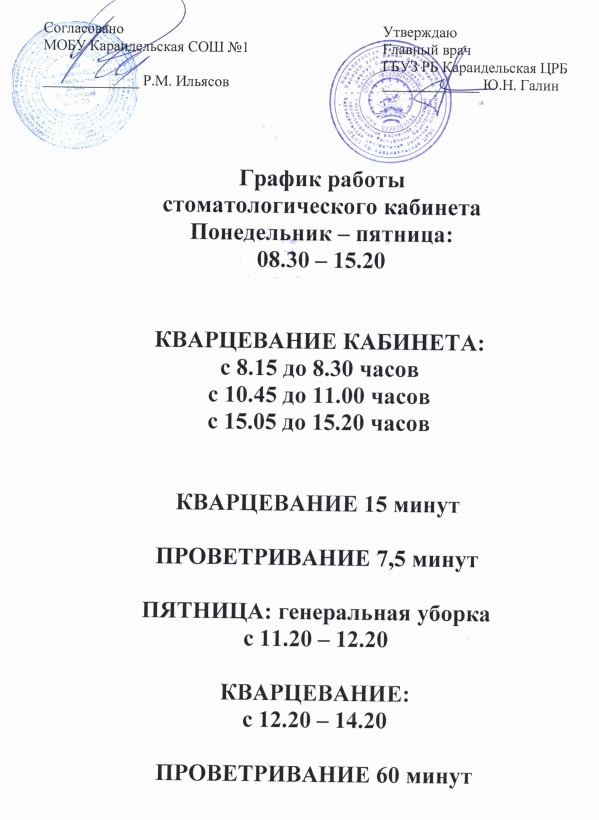 Согласовано
МОБУ Караидельская СОШ №1
Р.М. Ильясов
Утверждаю
Главный врач
ГБУЗ РБ Караидельская ЦРБ
Ю.Н. Галин
График работы
стоматологического кабинета
Понедельник – пятница:
08.30 – 15.20
КВАРЦЕВАНИЕ КАБИНЕТА:
с 8.15 до 8.30 часов
с 10.45 до 11.00 часов
с 15.05 до 15.20 часов
КВАРЦЕВАНИЕ 15 минут
ПРОВЕТРИВАНИЕ 7,5 минут
ПЯТНИЦА: генеральная уборка
с 11.20 – 12.20
КВАРЦЕВАНИЕ:
с 12.20 – 14.20
ПРОВЕТРИВАНИЕ 60 минут